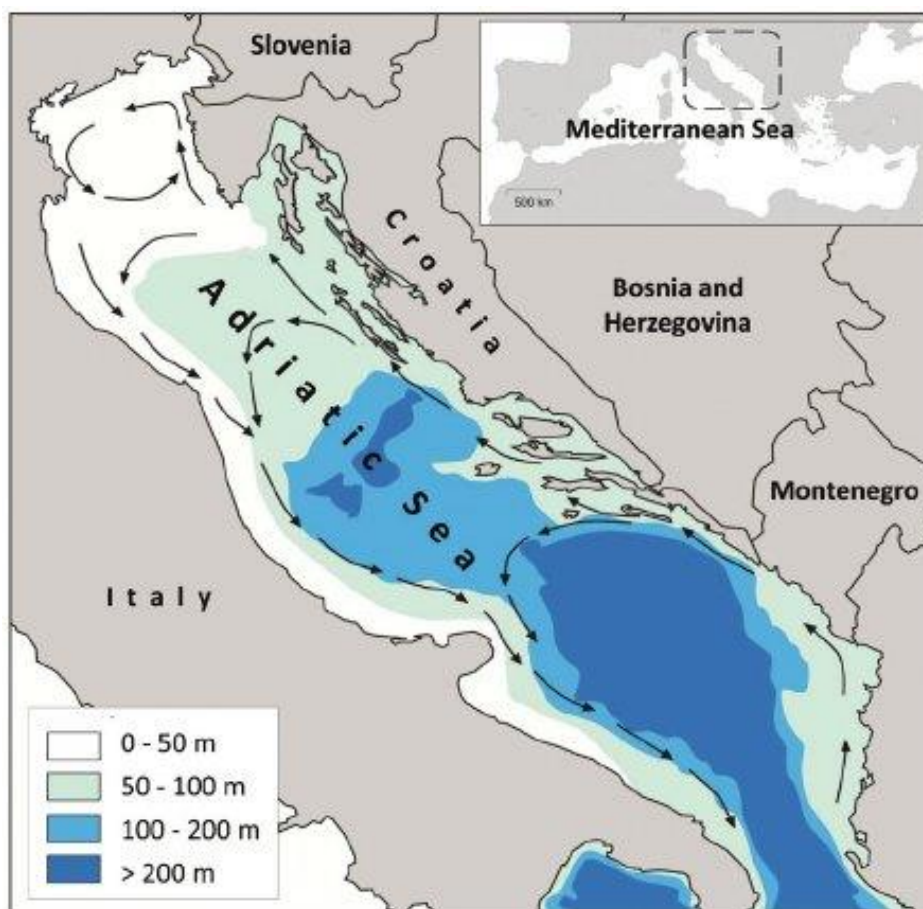 Slovenia
Mediterranean Sea
500 km
Croatia
Bosnia and
Herzegovina
Adriatic Sea
Montenegro
Italy
0 - 50 m
50 - 100 m
100 - 200 m
> 200 m